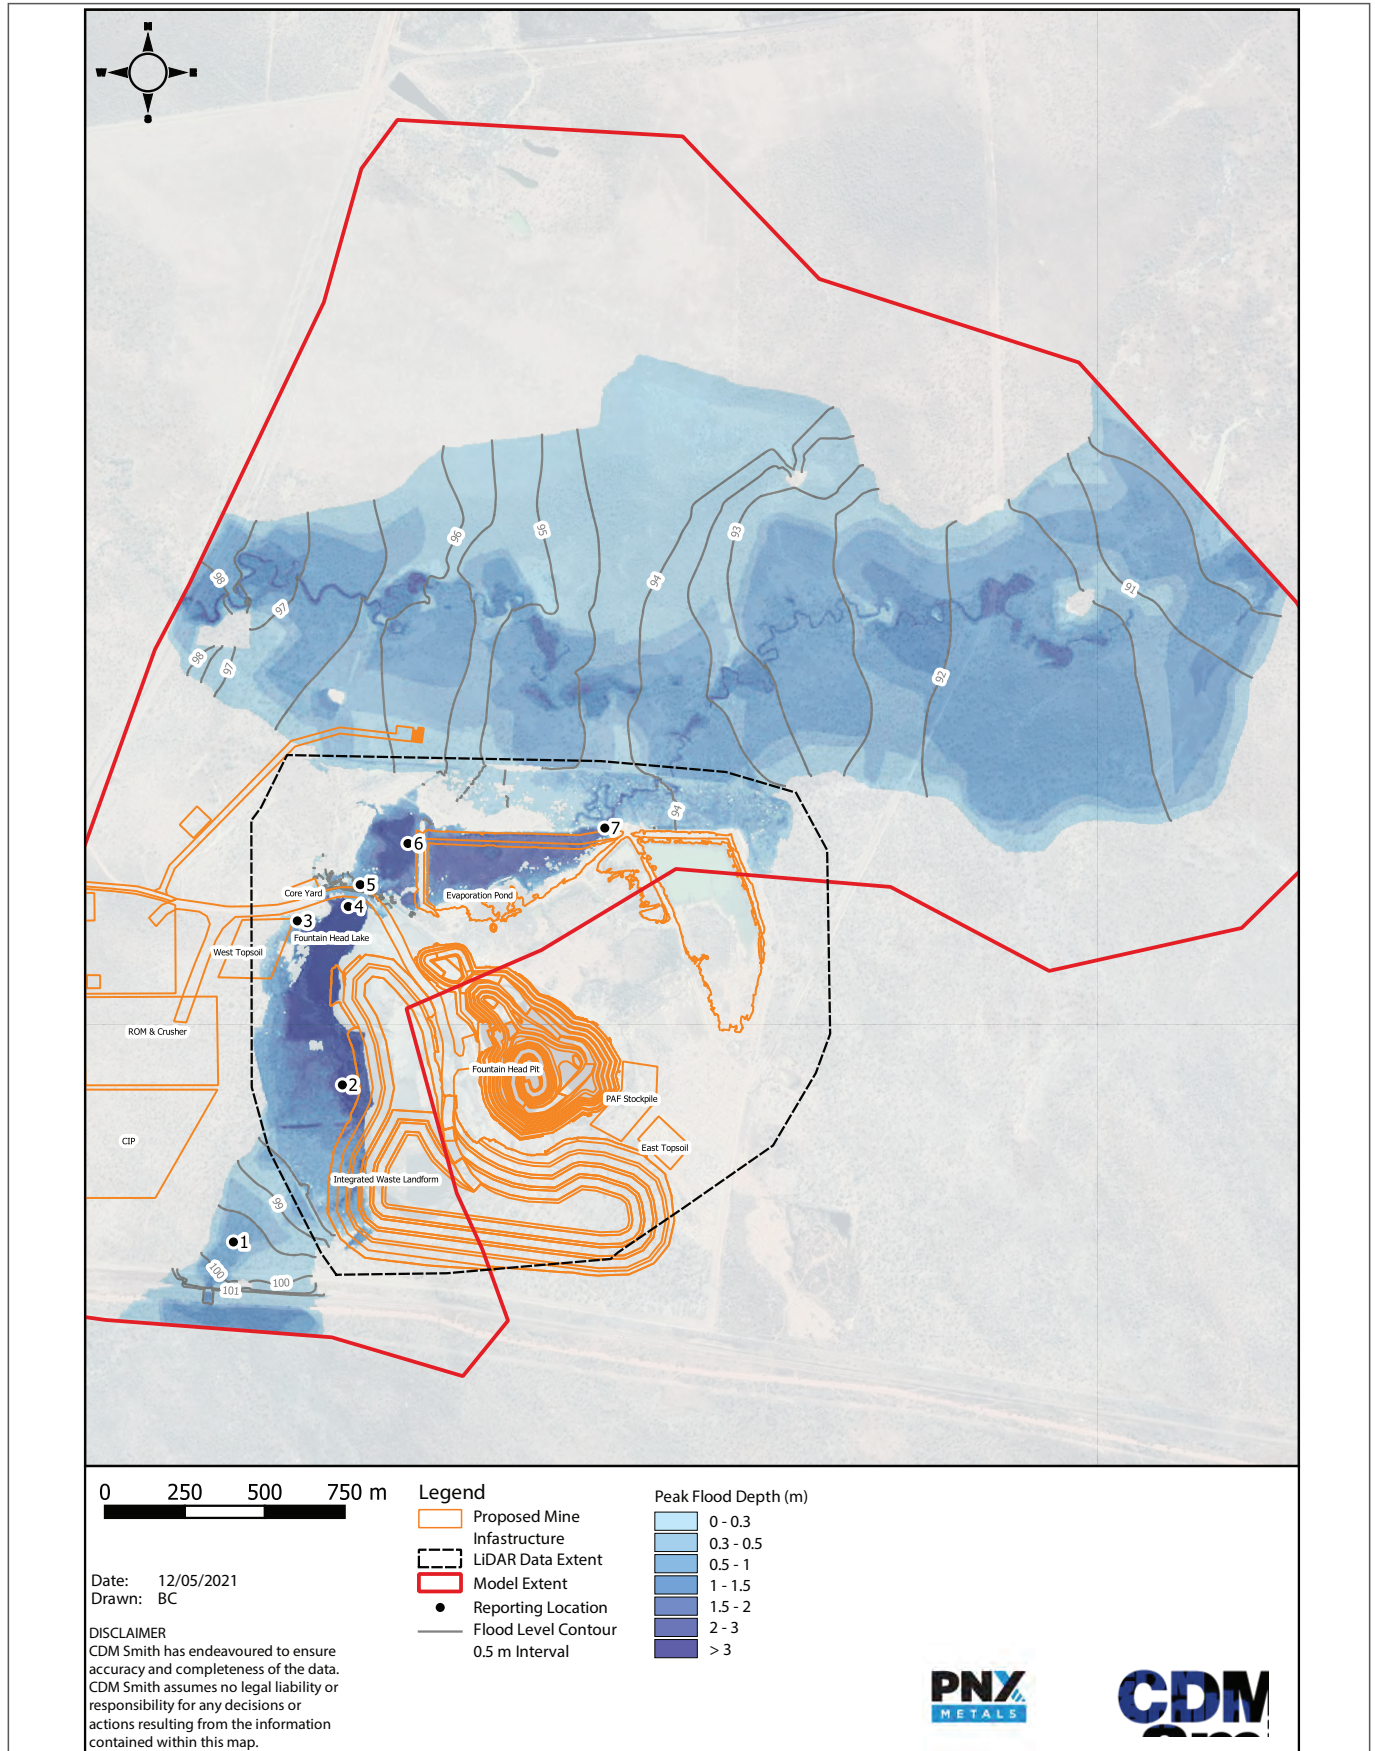 N
W
E
S
98
97
98
97
96
95
94
93
92
91
94
7
6
5
4
3
Core Yard
Evaporation Pond
Fountain Head Lake
West Topsoil
ROM & Crusher
Fountain Head Pit
2
PAF Stockpile
CIP
East Topsoil
Integrated Waste Landform
99
1
100
100
101
0 250 500 750 m
Date: 12/05/2021
Drawn: BC
DISCLAIMER
CDM Smith has endeavoured to ensure
accuracy and completeness of the data.
CDM Smith assumes no legal liability or
responsibility for any decisions or
actions resulting from the information
contained within this map.
Legend
Proposed Mine
Infastructure
LiDAR Data Extent
Model Extent
Reporting Location
Flood Level Contour
0.5 m Interval
Peak Flood Depth (m)
0 - 0.3
0.3 - 0.5
0.5 - 1
1 - 1.5
1.5 - 2
2 - 3
> 3
PNX
METALS
CDM